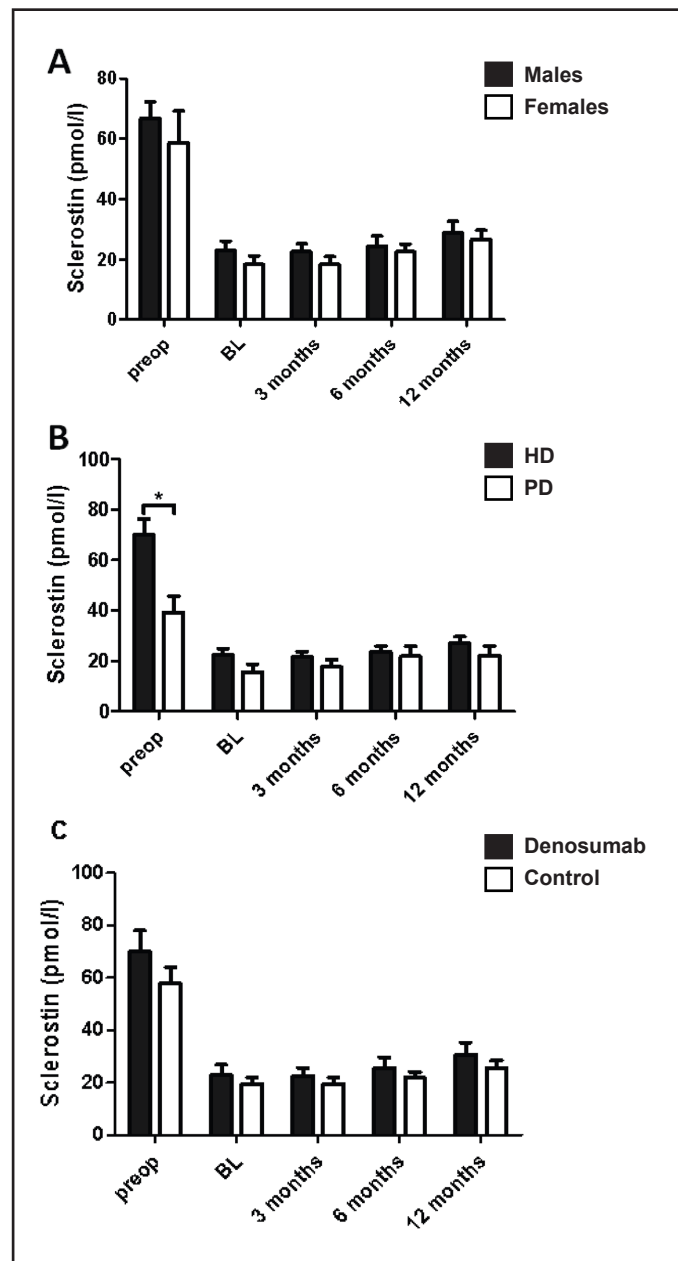 A
Males
Females
Sclerostin (pmol/l)
80
60
40
20
0
preop
BL
3 months
6 months
12 months
B
HD
PD
Sclerostin (pmol/l)
100
80
60
40
20
0
*
preop
BL
3 months
6 months
12 months
C
Denosumab
Control
Sclerostin (pmol/l)
100
80
60
40
20
0
preop
BL
3 months
6 months
12 months